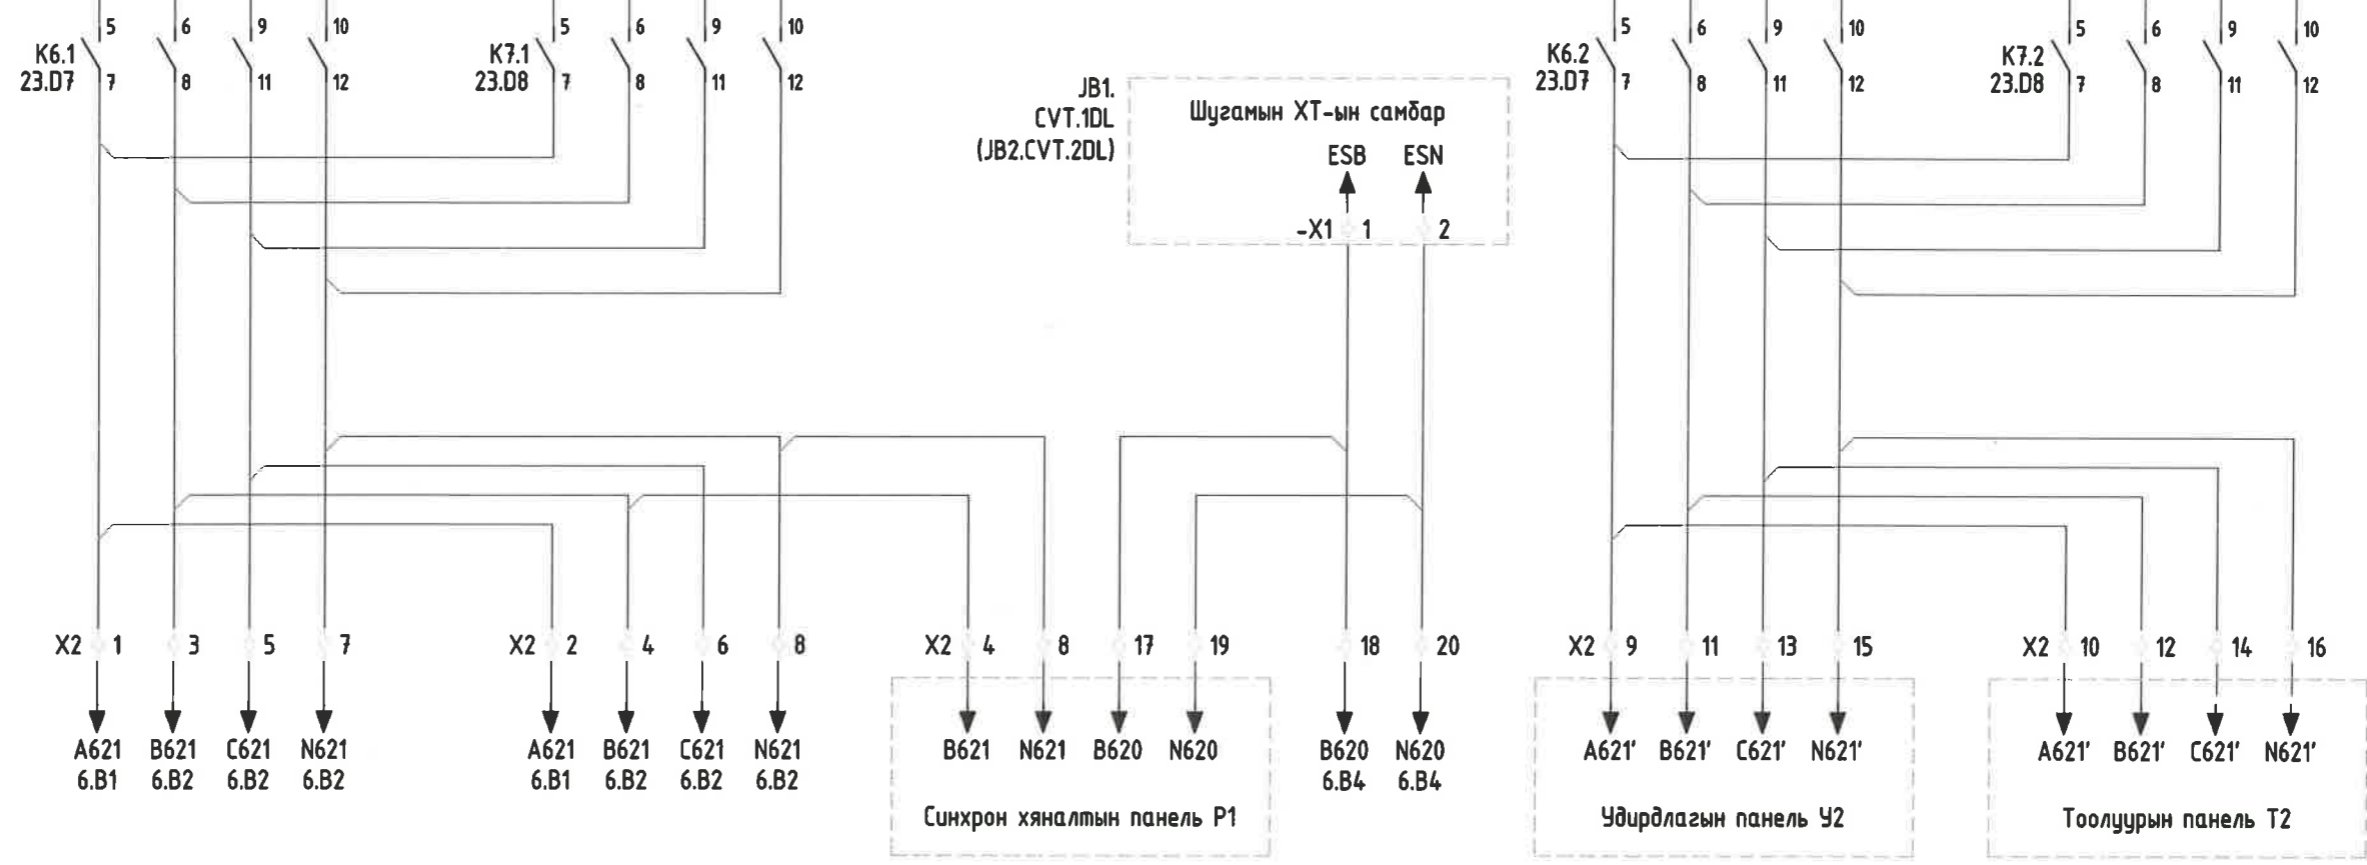 5 6 9 10 5 6 9 10 5 6 9 10 5 6 9 10
K6.1 K7.1 K6.2 K7.2
23.D7 7 8 11 12 23.D8 7 8 11 12 23.D7 7 8 11 12 23.D8 7 8 11 12
JB1.
CVT.1DL
(JB2.CVT.2DL)
Шугамын ХТ-ын самбар
ESB ESN
-X1 1 2
X2 1 3 5 7 X2 2 4 6 8 X2 4 8 17 19 18 20 X2 9 11 13 15 X2 10 12 14 16
A621 B621 C621 N621 A621 B621 C621 N621 B621 N621 B620 N620 B620 N620 A621' B621' C621' N621' A621' B621' C621' N621'
6.B1 6.B2 6.B2 6.B2 6.B1 6.B2 6.B2 6.B2 6.B4 6.B4
Синхрон хяналтын панель Р1
Удирдлагын панель У2
Тоолуурын панель Т2